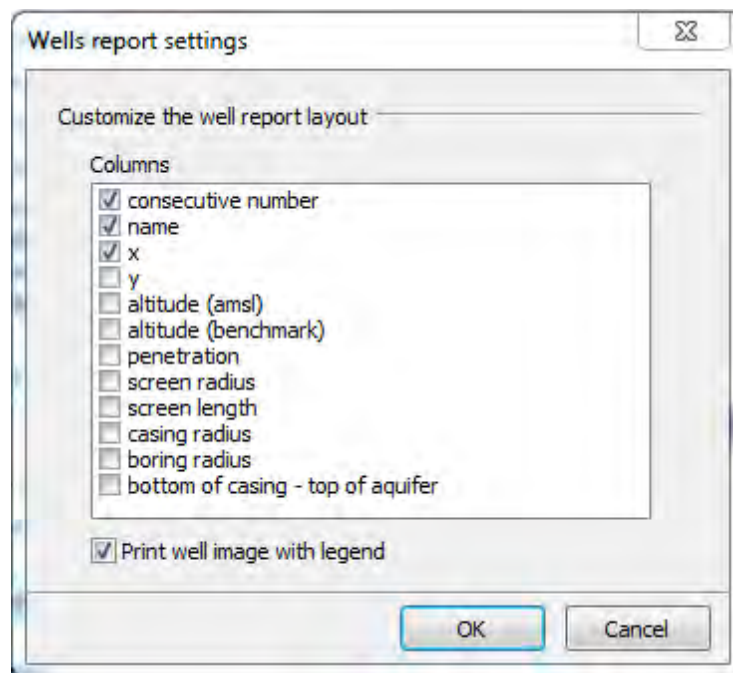 Wells report settings
Customize the well report layout
Columns
consecutive number
name
x
y
altitude (amsl)
altitude (benchmark)
penetration
screen radius
screen length
casing radius
boring radius
bottom of casing - top of aquifer
Print well image with legend
OK Cancel